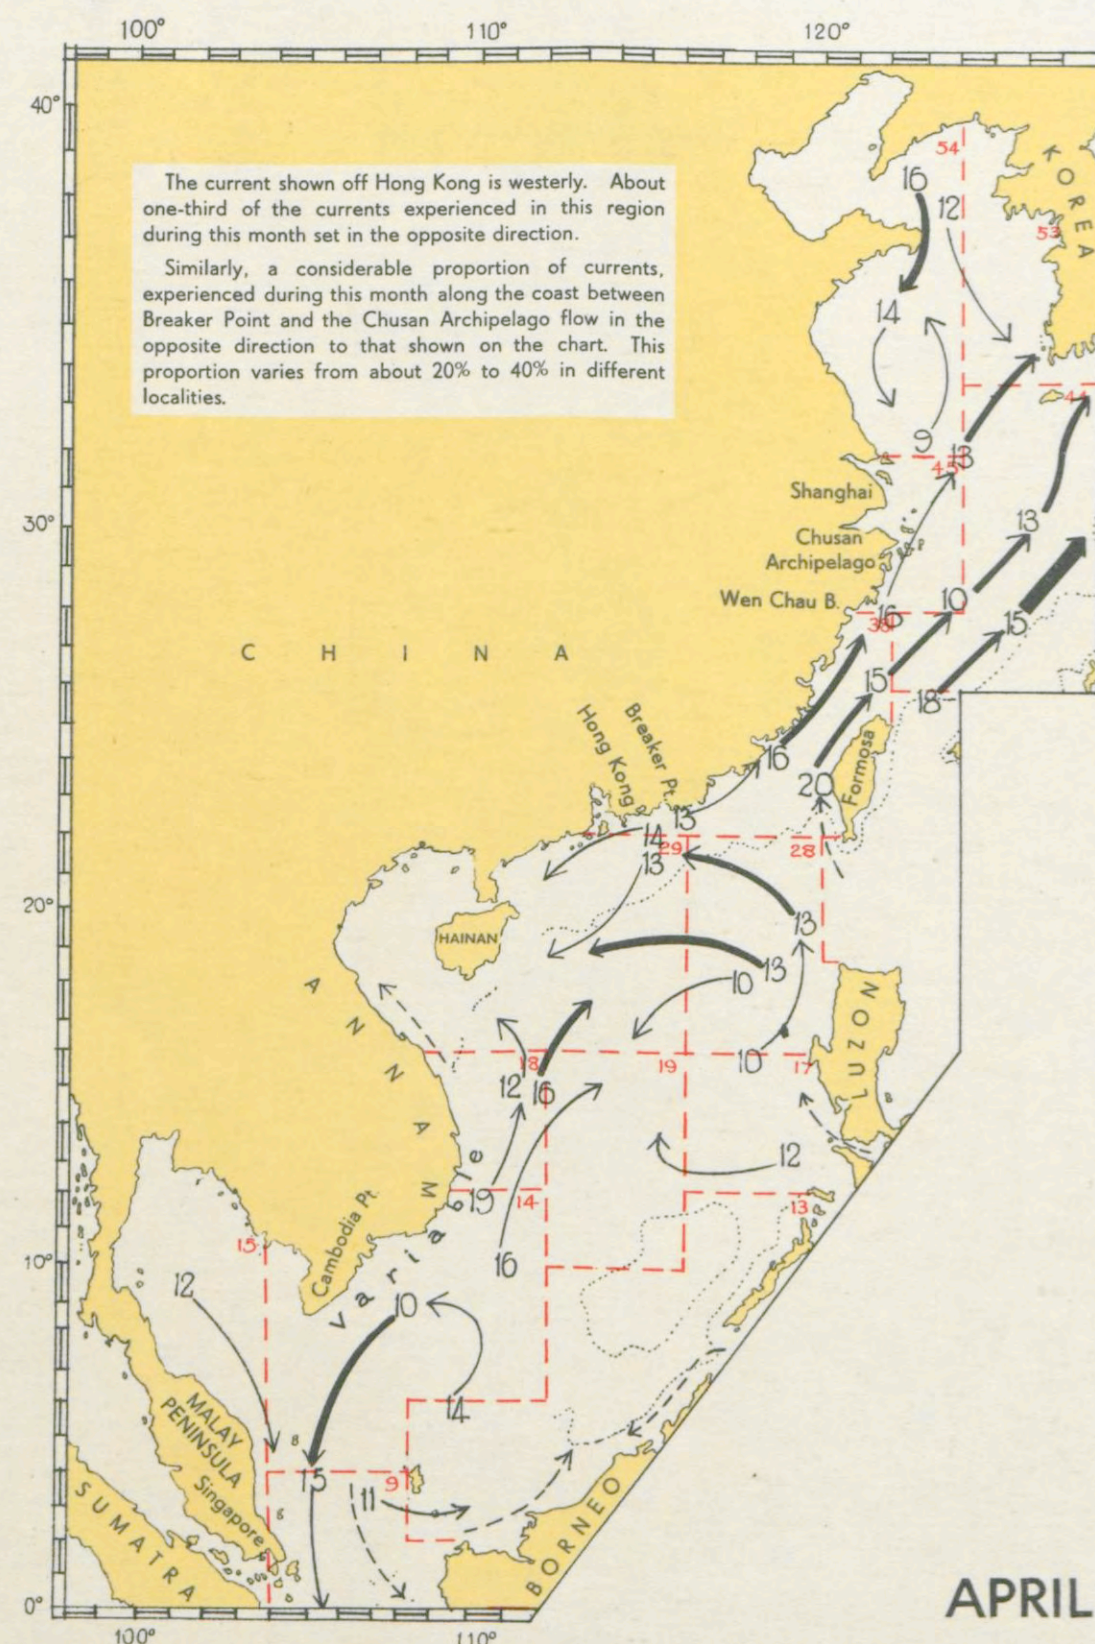 100° 110° 120°
40°
The current shown off Hong Kong is westerly. About
one-third of the currents experienced in this region
during this month set in the opposite direction.
Similarly, a considerable proportion of currents,
experienced during this month along the coast between
Breaker Point and the Chusan Archipelago flow in the
opposite direction to that shown on the chart. This
proportion varies from about 20% to 40% in different
localities.
54
KOREA
16
12
53
14
44
9
13
45
Shanghai
30°
13
Chusan
Archipelago
Wen Chau B.
10
16
38
15
CHINA
15
18
Breaker Pt.
Hong Kong
16
Formosa
20
13
14
29
28
13
20°
13
HAINAN
13
10
ANNAM
LUZON
18
19
10
17
12
16
12
19
14
13
Variable
Cambodia Pt.
15
10°
16
12
10
14
MALAY
PENINSULA
8
15
9
Singapore
11
6
SUMATRA
BORNEO
APRIL
0°
100° 110°